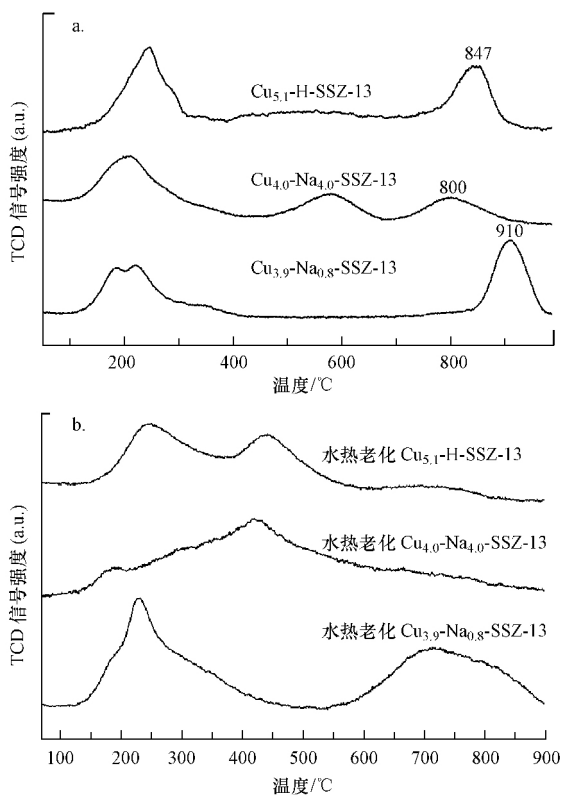 a.
847
Cu5.1-H-SSZ-13
Cu4.0-Na4.0-SSZ-13
800
910
Cu3.9-Na0.8-SSZ-13
TCD 信号强度 (a.u.)
200 400 600 800
温度/℃
b.
水热老化 Cu5.1-H-SSZ-13
水热老化 Cu4.0-Na4.0-SSZ-13
水热老化 Cu3.9-Na0.8-SSZ-13
TCD 信号强度 (a.u.)
100 200 300 400 500 600 700 800 900
温度/℃